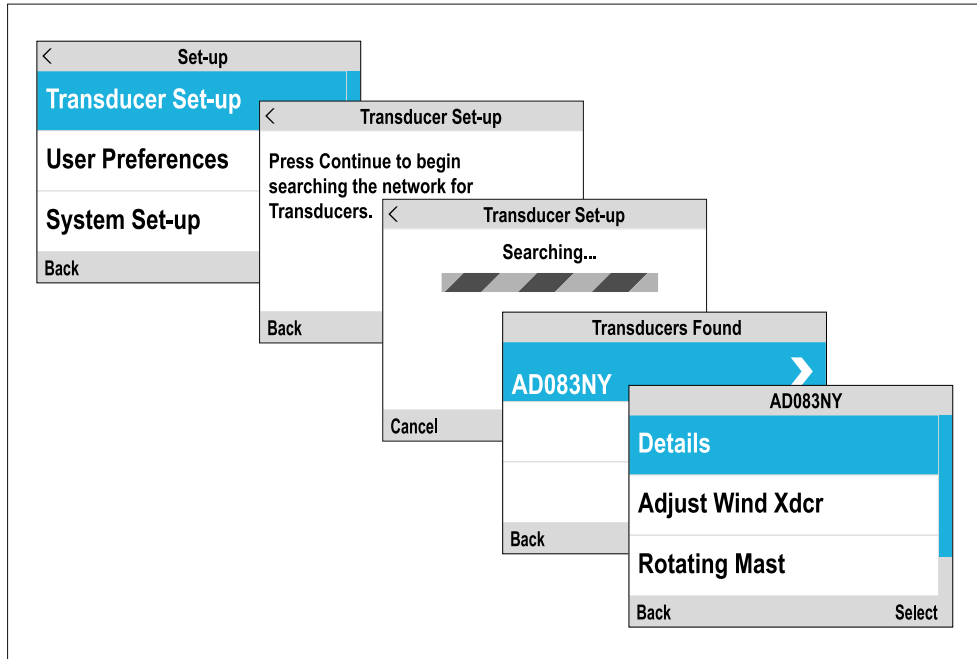 < Set-up
Transducer Set-up
User Preferences
System Set-up
Back
< Transducer Set-up
Press Continue to begin
searching the network for
Transducers.
Back
< Transducer Set-up
Searching...
Cancel
Transducers Found
AD083NY
Back
AD083NY
Details
Adjust Wind Xdcr
Rotating Mast
Back Select